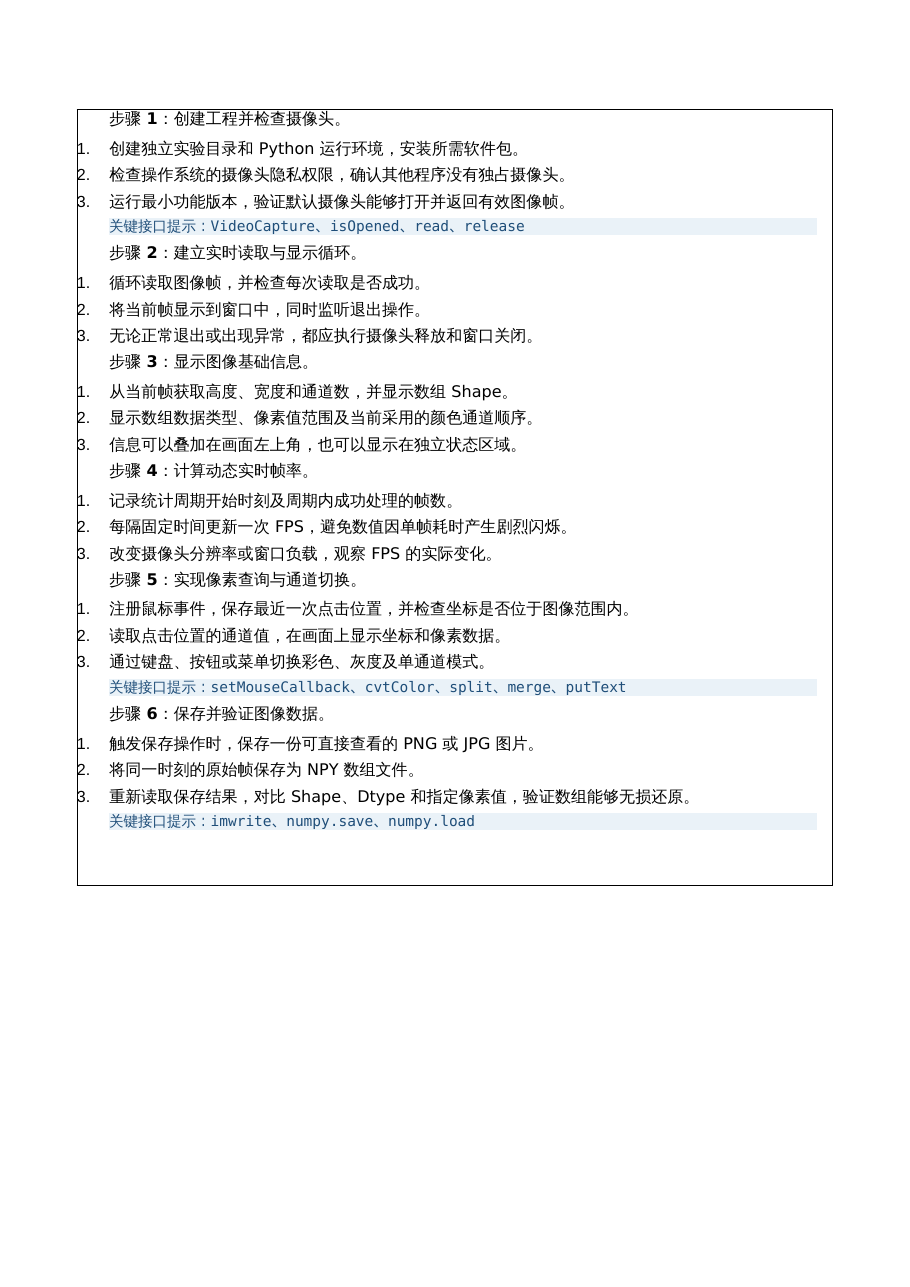 步骤 1：创建工程并检查摄像头。
1. 创建独立实验目录和 Python 运行环境，安装所需软件包。
2. 检查操作系统的摄像头隐私权限，确认其他程序没有独占摄像头。
3. 运行最小功能版本，验证默认摄像头能够打开并返回有效图像帧。
关键接口提示：VideoCapture、isOpened、read、release
步骤 2：建立实时读取与显示循环。
1. 循环读取图像帧，并检查每次读取是否成功。
2. 将当前帧显示到窗口中，同时监听退出操作。
3. 无论正常退出或出现异常，都应执行摄像头释放和窗口关闭。
步骤 3：显示图像基础信息。
1. 从当前帧获取高度、宽度和通道数，并显示数组 Shape。
2. 显示数组数据类型、像素值范围及当前采用的颜色通道顺序。
3. 信息可以叠加在画面左上角，也可以显示在独立状态区域。
步骤 4：计算动态实时帧率。
1. 记录统计周期开始时刻及周期内成功处理的帧数。
2. 每隔固定时间更新一次 FPS，避免数值因单帧耗时产生剧烈闪烁。
3. 改变摄像头分辨率或窗口负载，观察 FPS 的实际变化。
步骤 5：实现像素查询与通道切换。
1. 注册鼠标事件，保存最近一次点击位置，并检查坐标是否位于图像范围内。
2. 读取点击位置的通道值，在画面上显示坐标和像素数据。
3. 通过键盘、按钮或菜单切换彩色、灰度及单通道模式。
关键接口提示：setMouseCallback、cvtColor、split、merge、putText
步骤 6：保存并验证图像数据。
1. 触发保存操作时，保存一份可直接查看的 PNG 或 JPG 图片。
2. 将同一时刻的原始帧保存为 NPY 数组文件。
3. 重新读取保存结果，对比 Shape、Dtype 和指定像素值，验证数组能够无损还原。
关键接口提示：imwrite、numpy.save、numpy.load